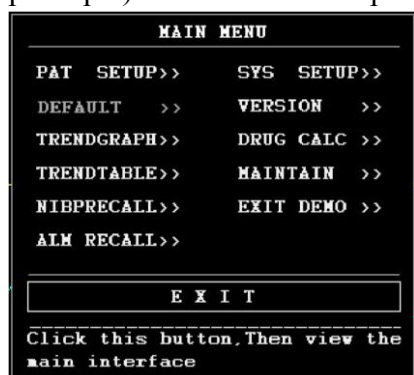 MAIN MENU
PAT SETUP>> SYS SETUP>>
DEFAULT >> VERSION >>
TRENDGRAPH>> DRUG CALC >>
TRENDTABLE>> MAINTAIN >>
NIBPRECALL>> EXIT DEMO >>
ALM RECALL>>
E X I T
Click this button,Then view the
main interface